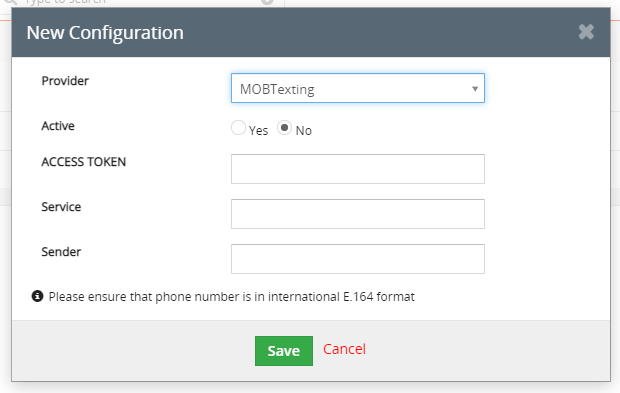 Type to search
New Configuration
Provider
MOBTexting
Active
Yes No
ACCESS TOKEN
Service
Sender
Please ensure that phone number is in international E.164 format
Save Cancel